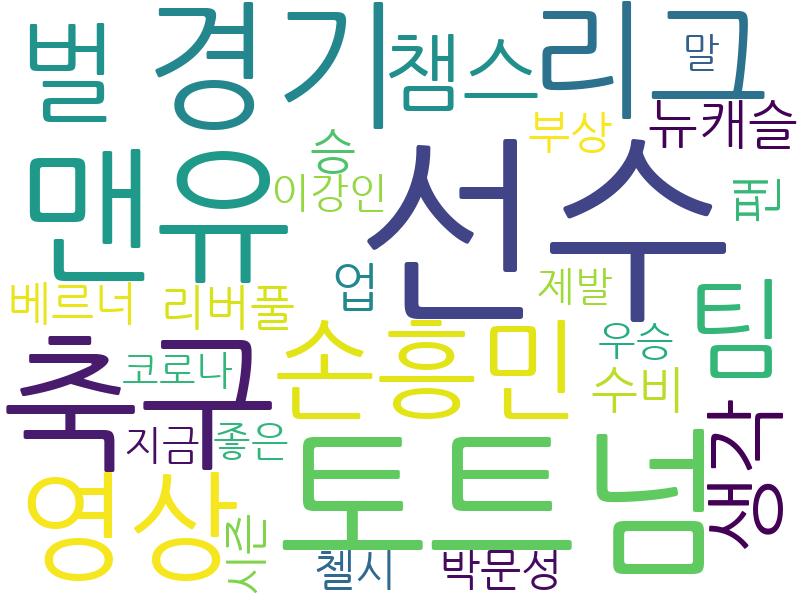 벌
경기
챔스
리그
말
뉴캐슬
부상
승
맨유
이강인
선수
펩
베르너
리버풀
업
제발
팀
축구
코로나
손흥민
우승
수비
지금
좋은
생각
영상
토트넘
시즌
첼시
박문성